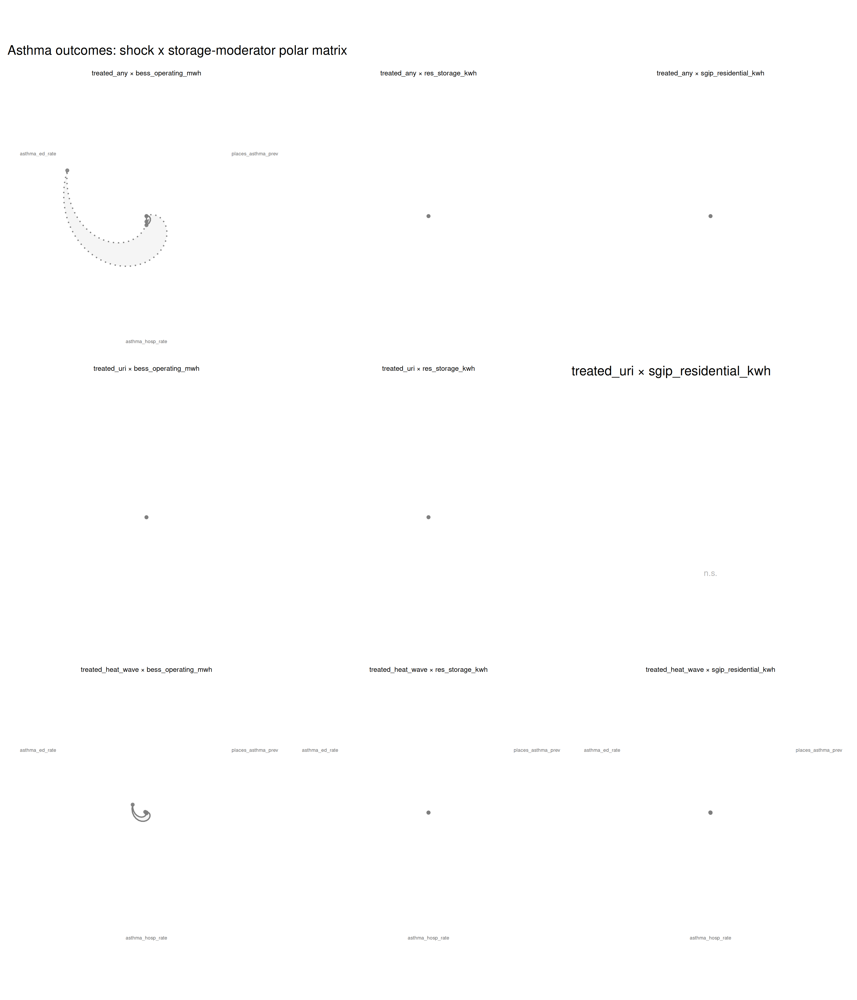 Asthma outcomes: shock x storage-moderator polar matrix
treated_any × bess_operating_mwh
treated_any × res_storage_kwh
treated_any × sgip_residential_kwh
asthma_ed_rate
places_asthma_prev
asthma_hosp_rate
treated_uri × bess_operating_mwh
treated_uri × res_storage_kwh
treated_uri × sgip_residential_kwh
n.s.
treated_heat_wave × bess_operating_mwh
treated_heat_wave × res_storage_kwh
treated_heat_wave × sgip_residential_kwh
asthma_ed_rate
places_asthma_prev
asthma_ed_rate
places_asthma_prev
asthma_ed_rate
places_asthma_prev
asthma_hosp_rate
asthma_hosp_rate
asthma_hosp_rate